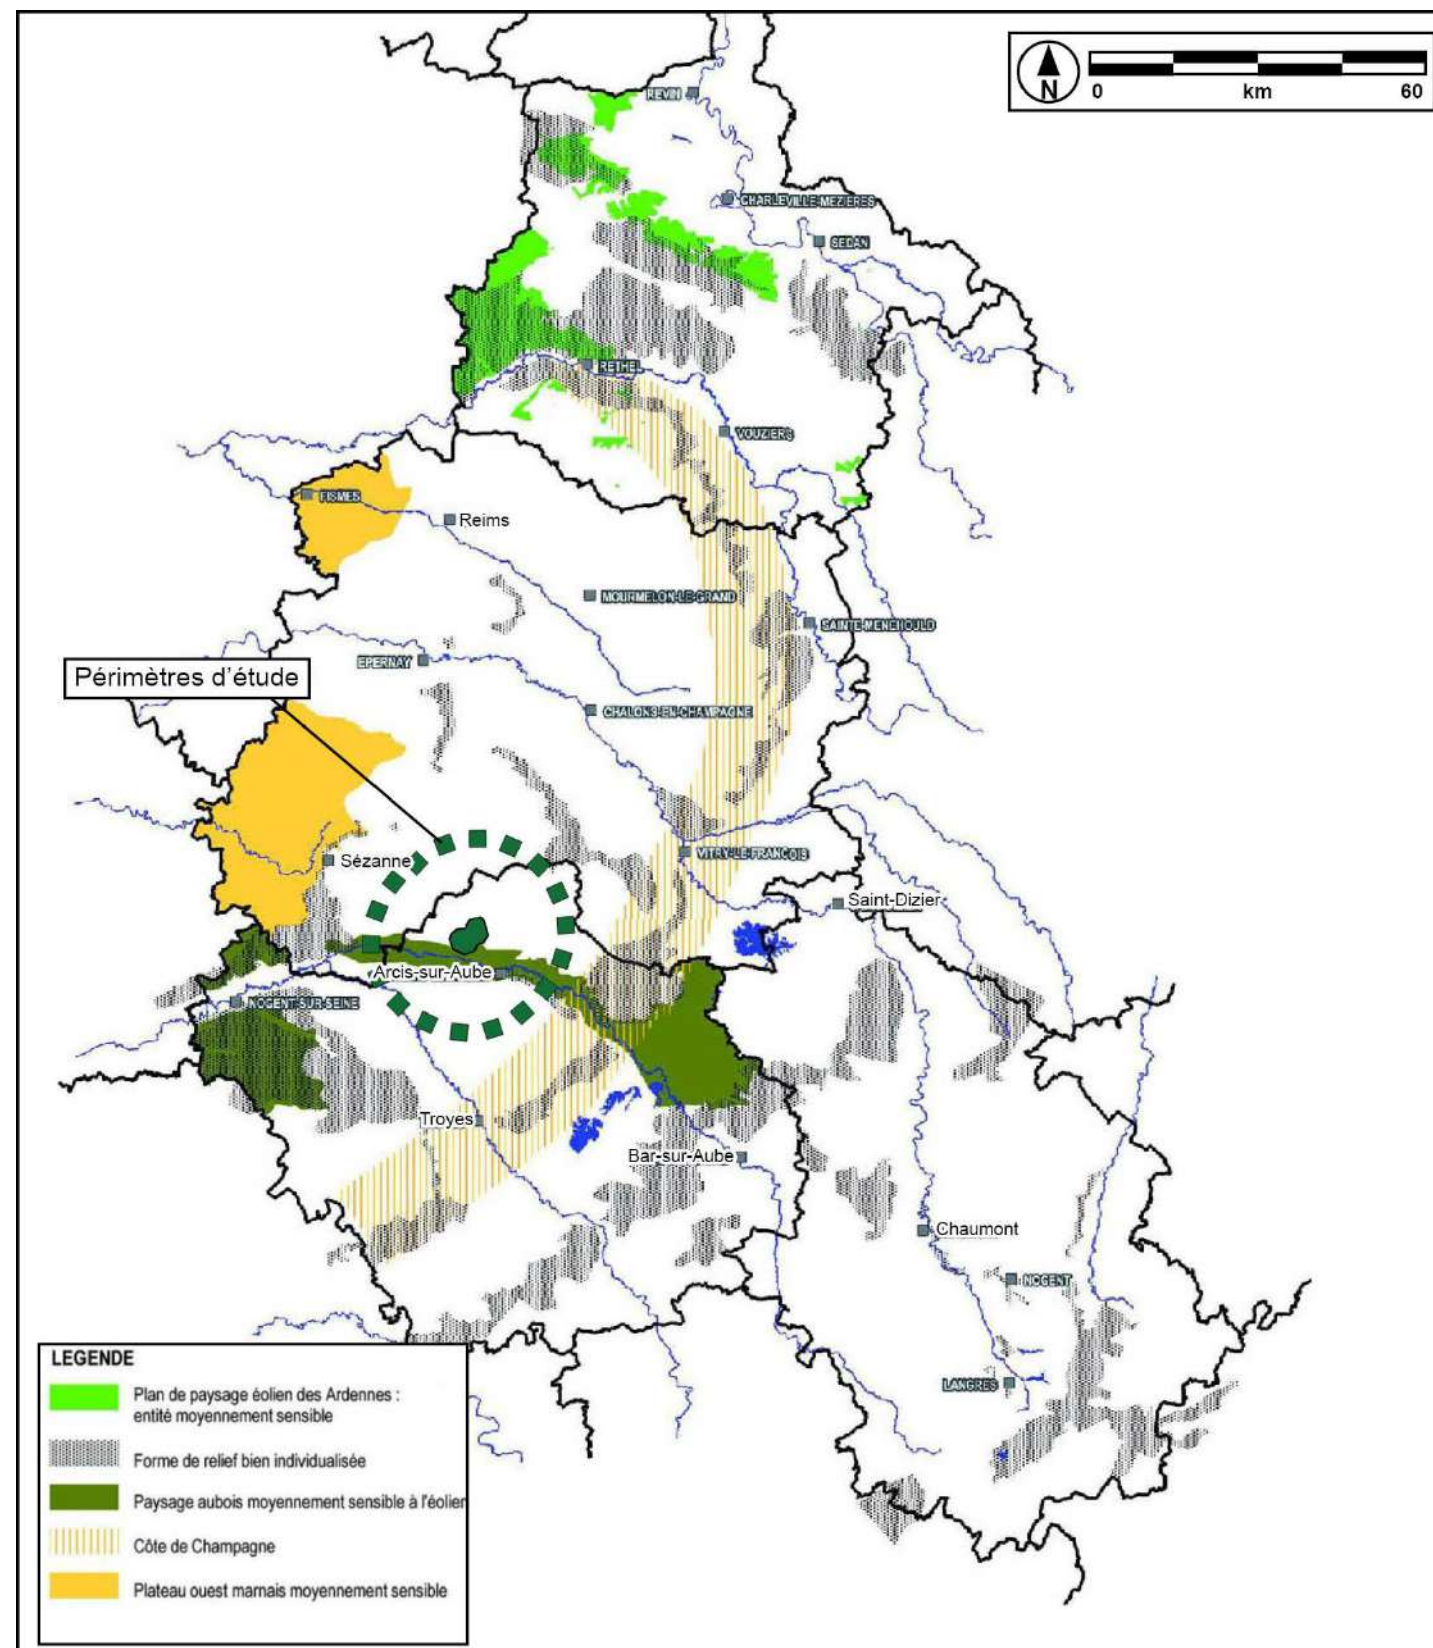 N
0 km 60
REVIN
CHARLEVILLE-MEZIERES
SEDAN
RETHEL
VOUZIERS
FISMES
Reims
MOURMELON-LE-GRAND
SAINTE-MENEHOULD
EPERNAY
Périmètres d'étude
CHALONS-EN-CHAMPAGNE
VITRY-LE-FRANÇOIS
Sézanne
Saint-Dizier
Arcis-sur-Aube
NOGENT-SUR-SEINE
Troyes
Bar-sur-Aube
Chaumont
NOGENT
LANGRES
LEGENDE
Plan de paysage éolien des Ardennes :
entité moyennement sensible
Forme de relief bien individualisée
Paysage aubois moyennement sensible à l'éolier
Côte de Champagne
Plateau ouest marnais moyennement sensible